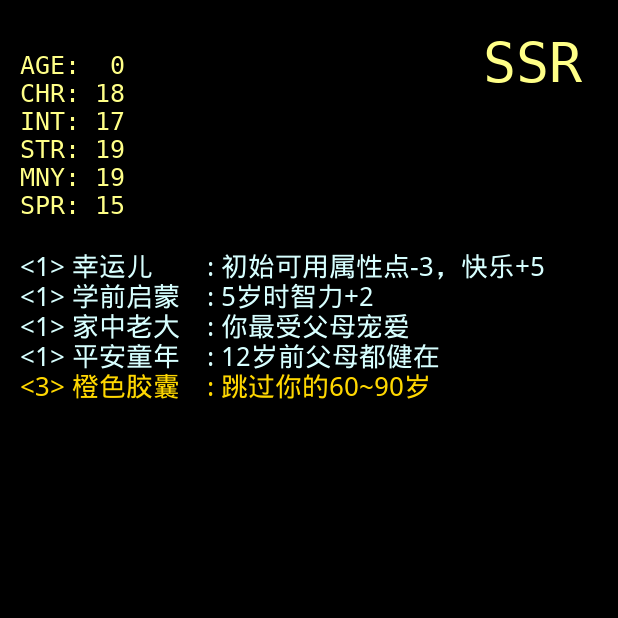 SSR
AGE:  0
CHR: 18
INT: 17
STR: 19
MNY: 19
SPR: 15
<1> 幸运儿 : 初始可用属性点-3，快乐+5
<1> 学前启蒙 : 5岁时智力+2
<1> 家中老大 : 你最受父母宠爱
<1> 平安童年 : 12岁前父母都健在
<3> 橙色胶囊 : 跳过你的60~90岁